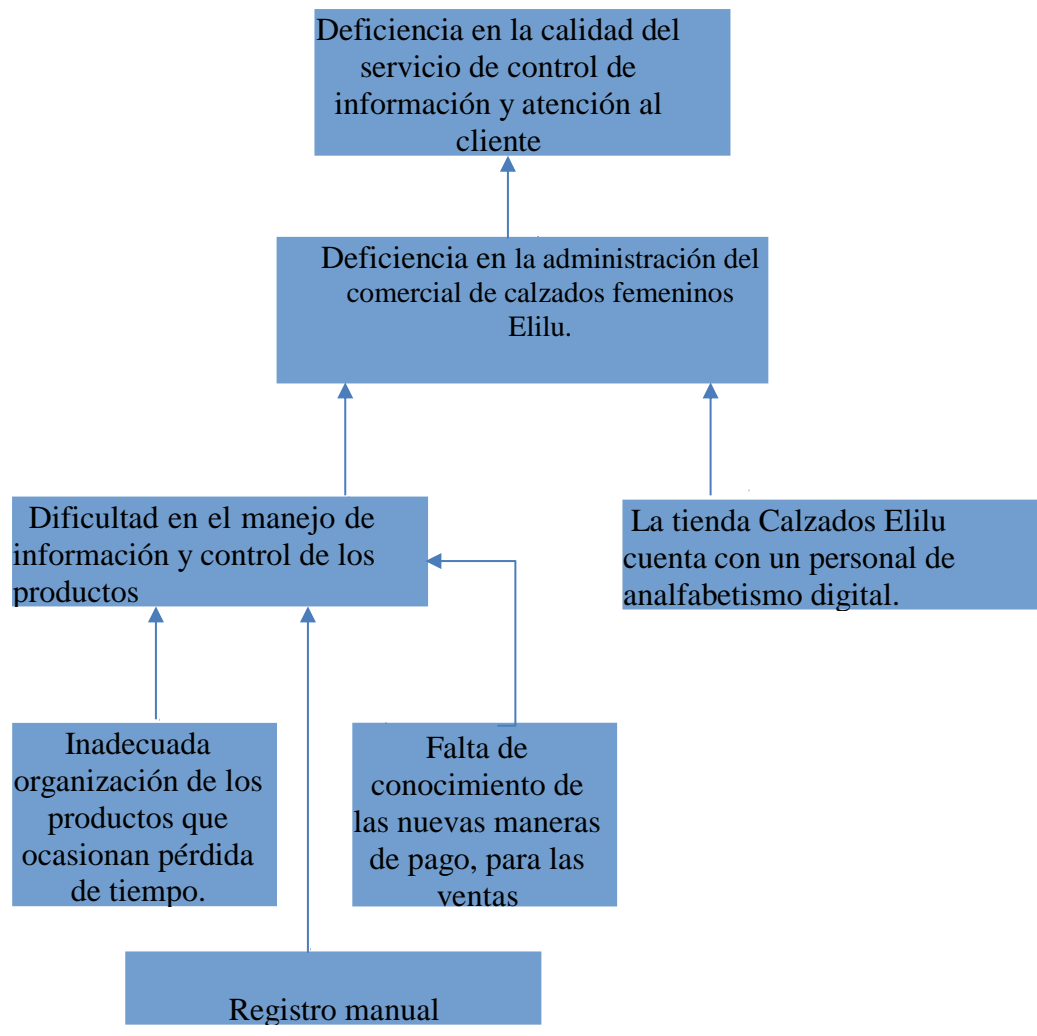 Deficiencia en la calidad del
servicio de control de
información y atención al
cliente
Deficiencia en la administración del
comercial de calzados femeninos
Elilu.
Dificultad en el manejo de
información y control de los
productos
La tienda Calzados Elilu
cuenta con un personal de
analfabetismo digital.
Inadecuada
organización de los
productos que
ocasionan pérdida
de tiempo.
Falta de
conocimiento de
las nuevas maneras
de pago, para las
ventas
Registro manual